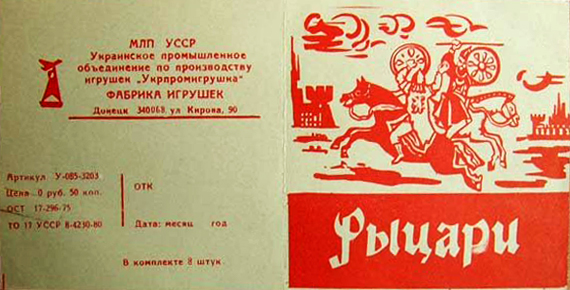 МЛП УССР
Украинское промышленное
объединение по производству
игрушек „Укрпромигрушка"
ФАБРИКА ИГРУШЕК
Донецк 340068 ул Кирова, 90
Артикул У-085-3203
Цена 0 руб. 50 коп.
ОСТ 17-296-75
ТО 17 УССР 8-4230-80
ОТК
Дата: месяц год
В комплекте 8 штук.
Рыцари